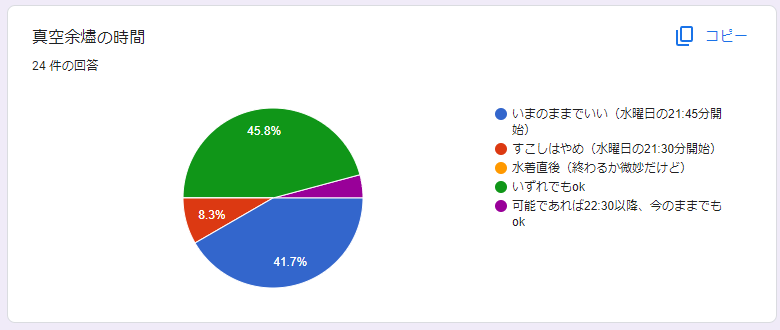 真空余燼の時間
コピー
24 件の回答
45.8%
8.3%
41.7%
いまのままでいい（水曜日の21:45分開
始）
すこしはやめ（水曜日の21:30分開始）
水着直後（終わるか微妙だけど）
いずれでもok
可能であれば22:30以降、今のままでも
ok